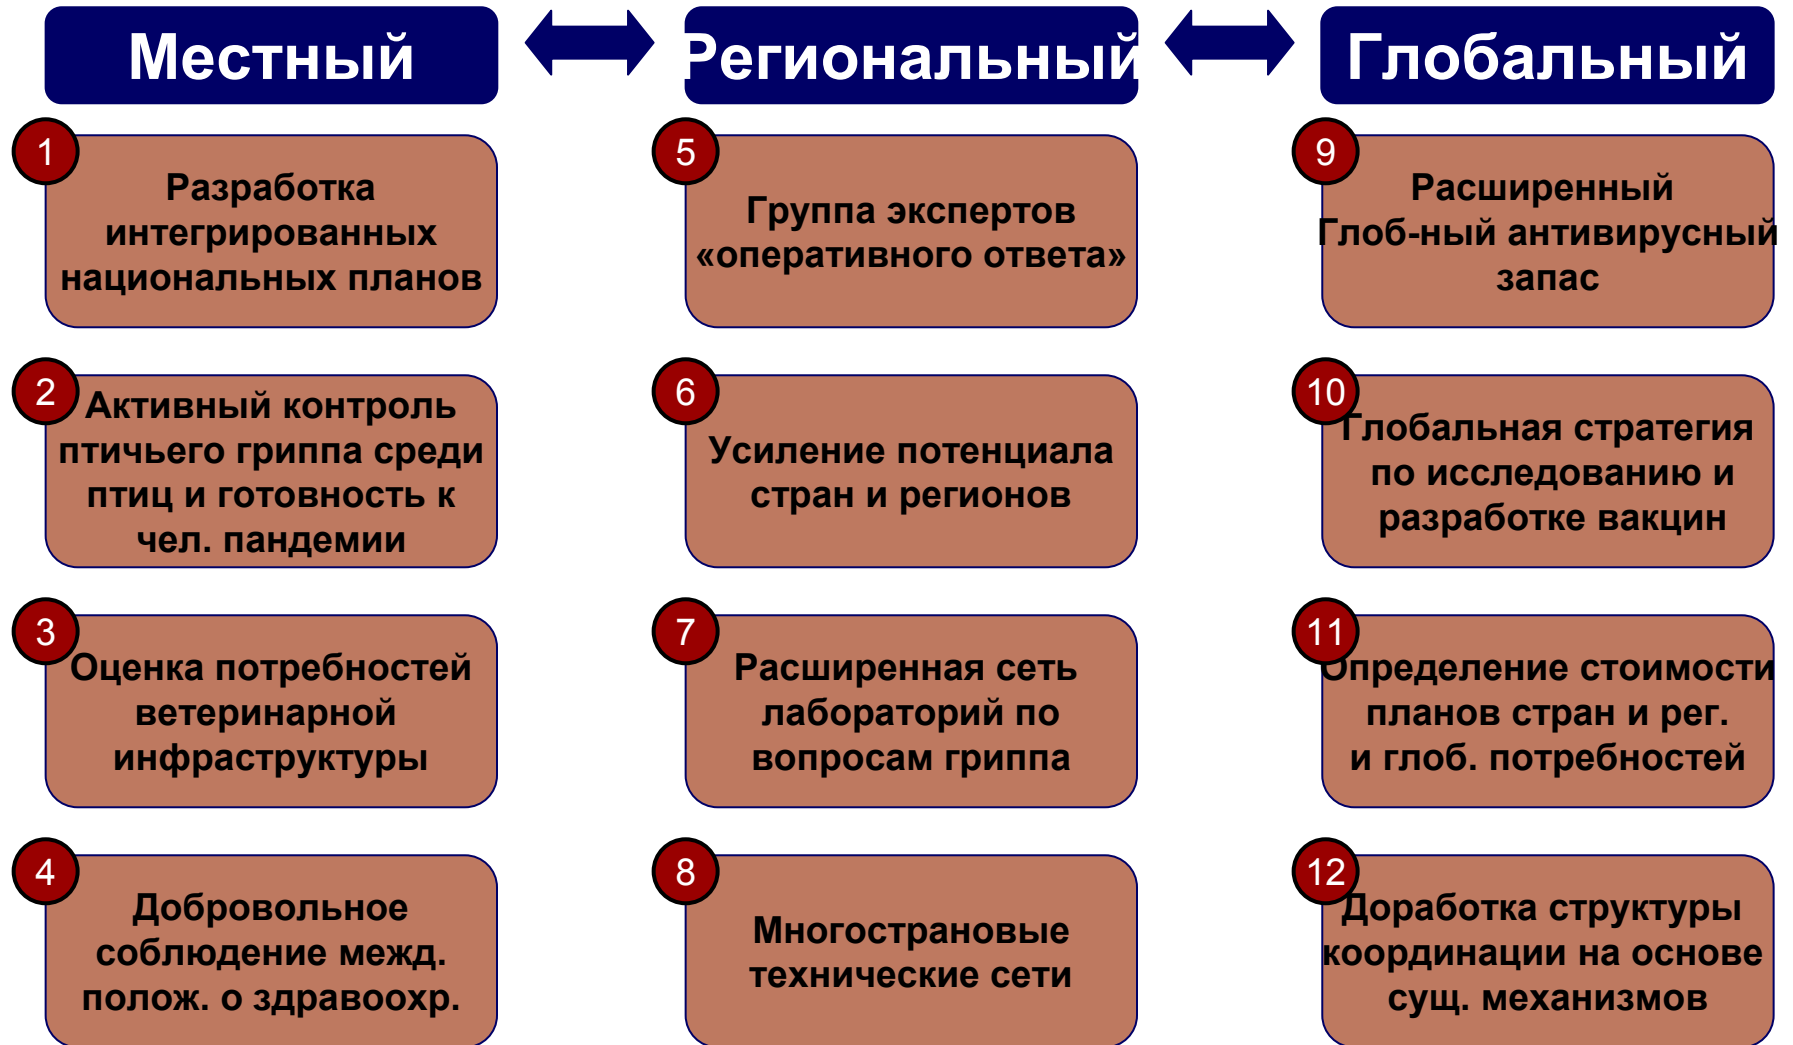 Местный
Региональный
Глобальный
1
Разработка
интегрированных
национальных планов
2
Активный контроль
птичьего гриппа среди
птиц и готовность к
чел. пандемии
3
Оценка потребностей
ветеринарной
инфраструктуры
4
Добровольное
соблюдение межд.
полож. о здравоохр.
5
Группа экспертов
«оперативного ответа»
6
Усиление потенциала
стран и регионов
7
Расширенная сеть
лабораторий по
вопросам гриппа
8
Многострановые
технические сети
9
Расширенный
Глоб-ный антивирусный
запас
10
Глобальная стратегия
по исследованию и
разработке вакцин
11
Определение стоимости
планов стран и рег.
и глоб. потребностей
12
Доработка структуры
координации на основе
сущ. механизмов